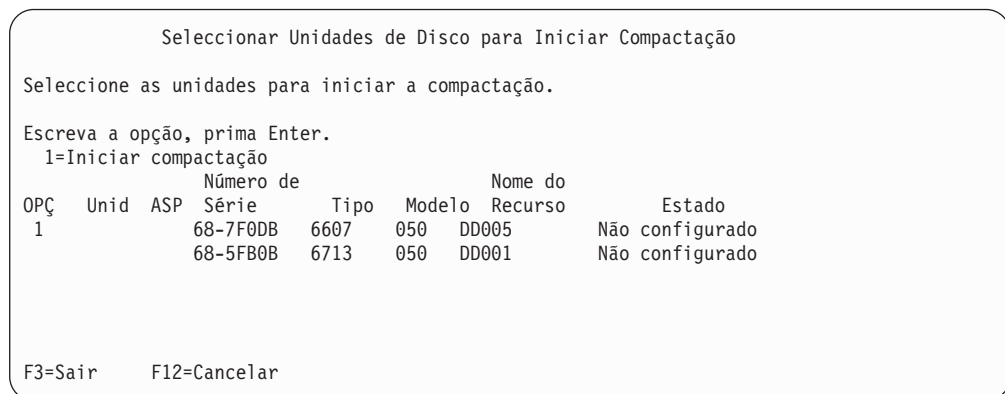 Seleccionar Unidades de Disco para Iniciar Compactação
Seleccione as unidades para iniciar a compactação.
Escreva a opção, prima Enter.
1=Iniciar compactação
Número de Nome do
OPÇ Unid ASP Série Tipo Modelo Recurso Estado
1 68-7F0DB 6607 050 DD005 Não configurado
68-5FB0B 6713 050 DD001 Não configurado
F3=Sair F12=Cancelar